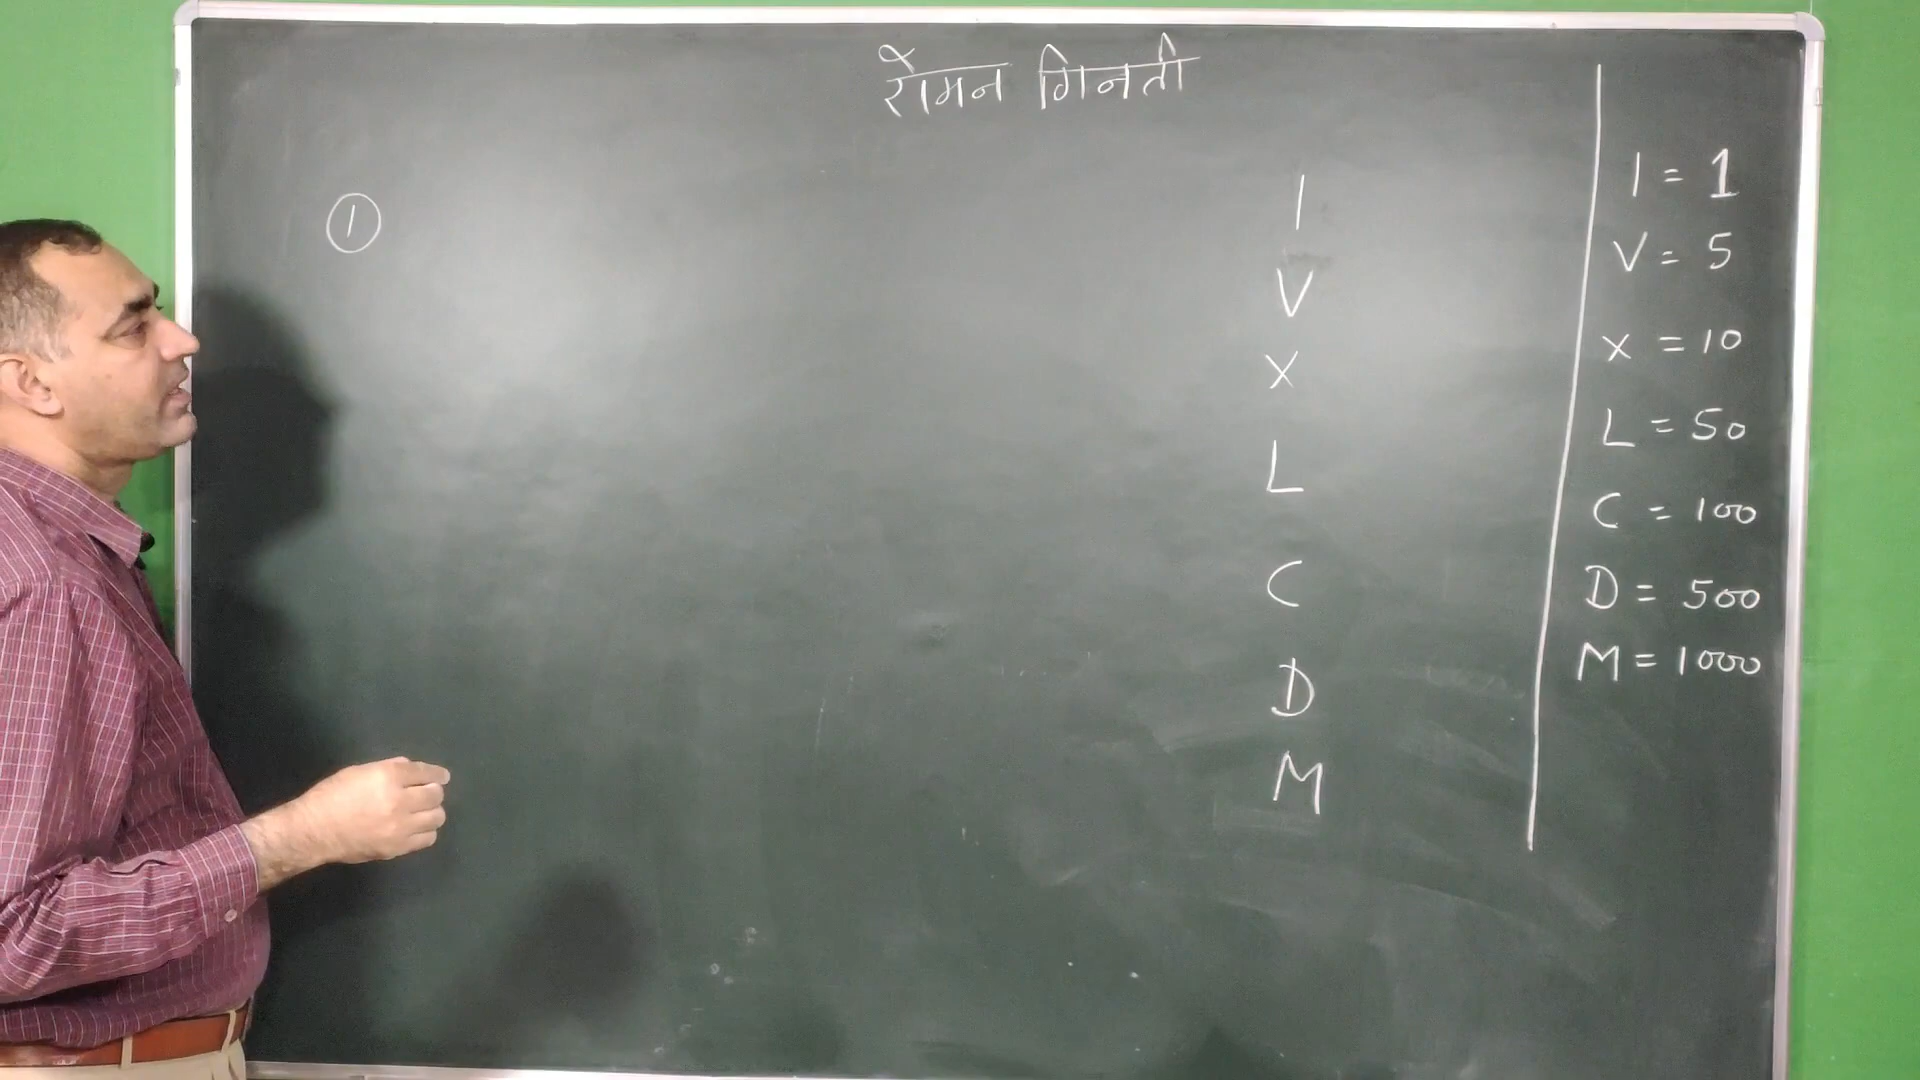 रोमन गिनती
①
I
V
X
L
C
D
M
I = 1
V = 5
X = 10
L = 50
C = 100
D = 500
M = 1000